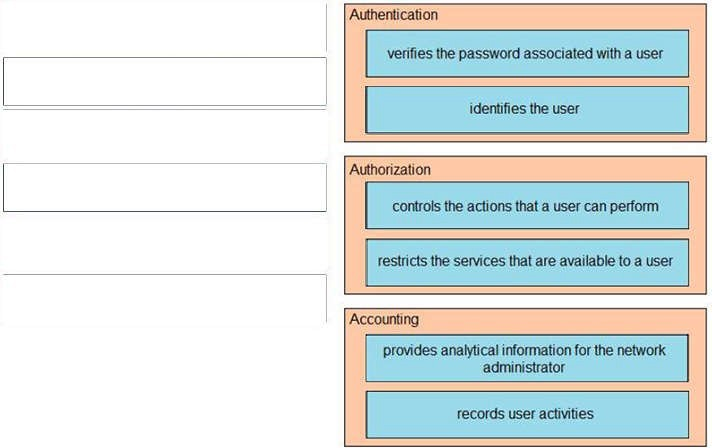 Authentication
verifies the password associated with a user
identifies the user
Authorization
controls the actions that a user can perform
restricts the services that are available to a user
Accounting
provides analytical information for the network
administrator
records user activities